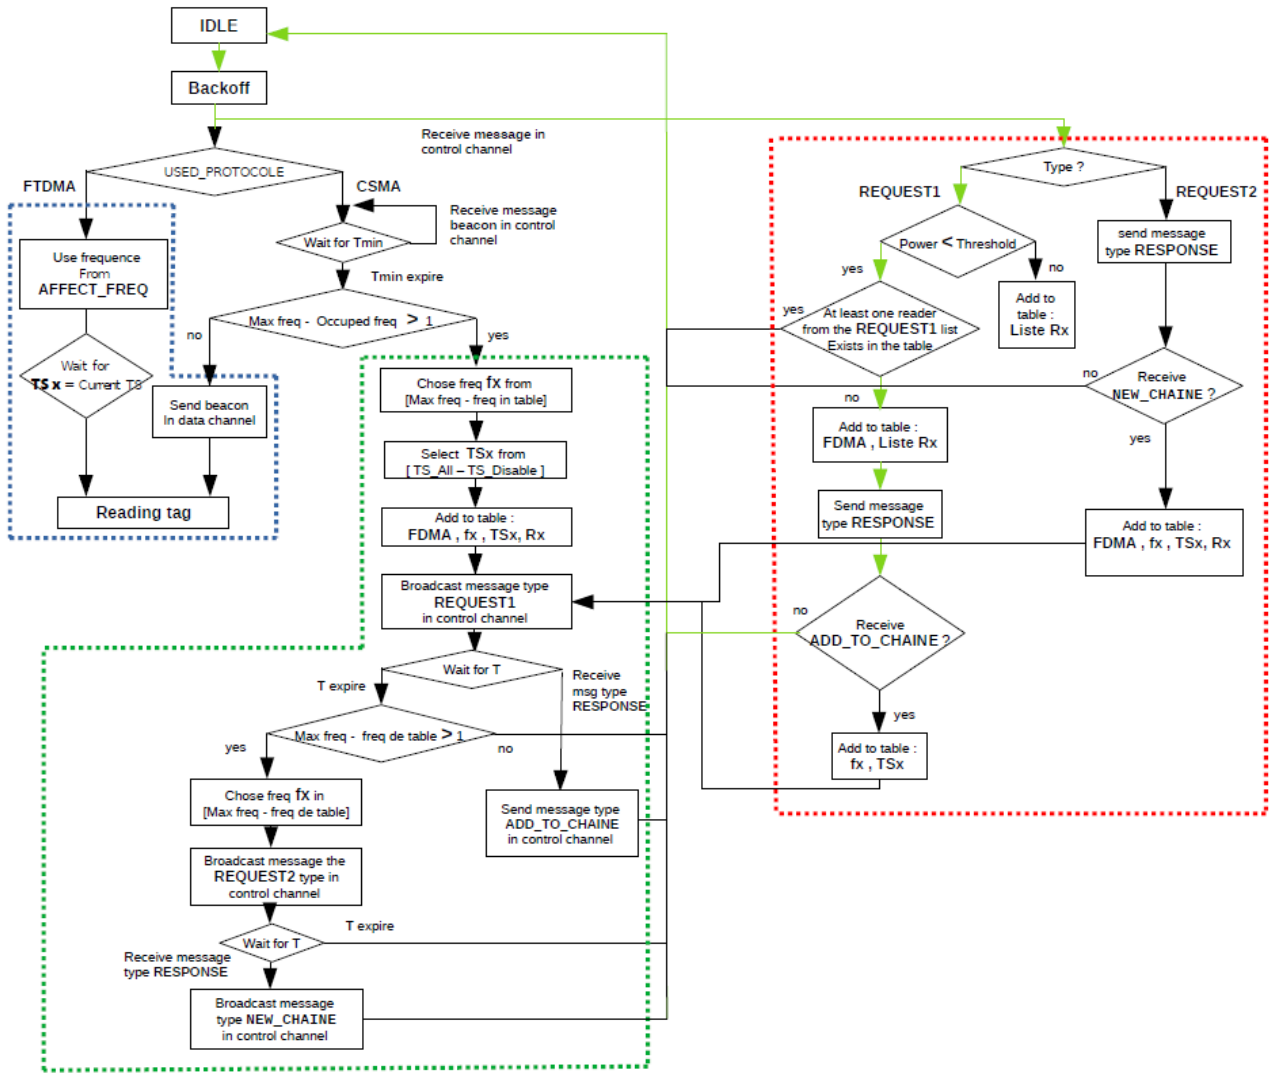 IDLE
Backoff
Receive message in
control channel
USED_PROTOCOLE
FTDMA
CSMA
Receive message
beacon in control
channel
Use frequence
From
AFFECT_FREQ
Wait for Tmin
Tmin expire
Max freq - Occuped freq > 1
no
yes
Wait for
TS x = Current TS
Send beacon
In data channel
Reading tag
Chose freq fx from
[Max freq - freq in table]
Select TSx from
[ TS_All – TS_Disable ]
Add to table :
FDMA , fx , TSx, Rx
Broadcast message type
REQUEST1
in control channel
Wait for T
T expire
Receive
msg type
RESPONSE
Max freq - freq de table > 1
yes
no
Chose freq fx in
[Max freq - freq de table]
Send message type
ADD_TO_CHAINE
in control channel
Broadcast message the
REQUEST2 type in
control channel
Wait for T
T expire
Receive message
type RESPONSE
Broadcast message
type NEW_CHAINE
in control channel
Type ?
REQUEST1
REQUEST2
Power < Threshold
yes
no
send message
type RESPONSE
Add to
table :
Liste Rx
yes
At least one reader
from the REQUEST1 list
Exists in the table
no
no
Receive
NEW_CHAINE ?
yes
Add to table :
FDMA , Liste Rx
Send message
type RESPONSE
Add to table :
FDMA , fx , TSx, Rx
no
Receive
ADD_TO_CHAINE ?
yes
Add to table :
fx , TSx